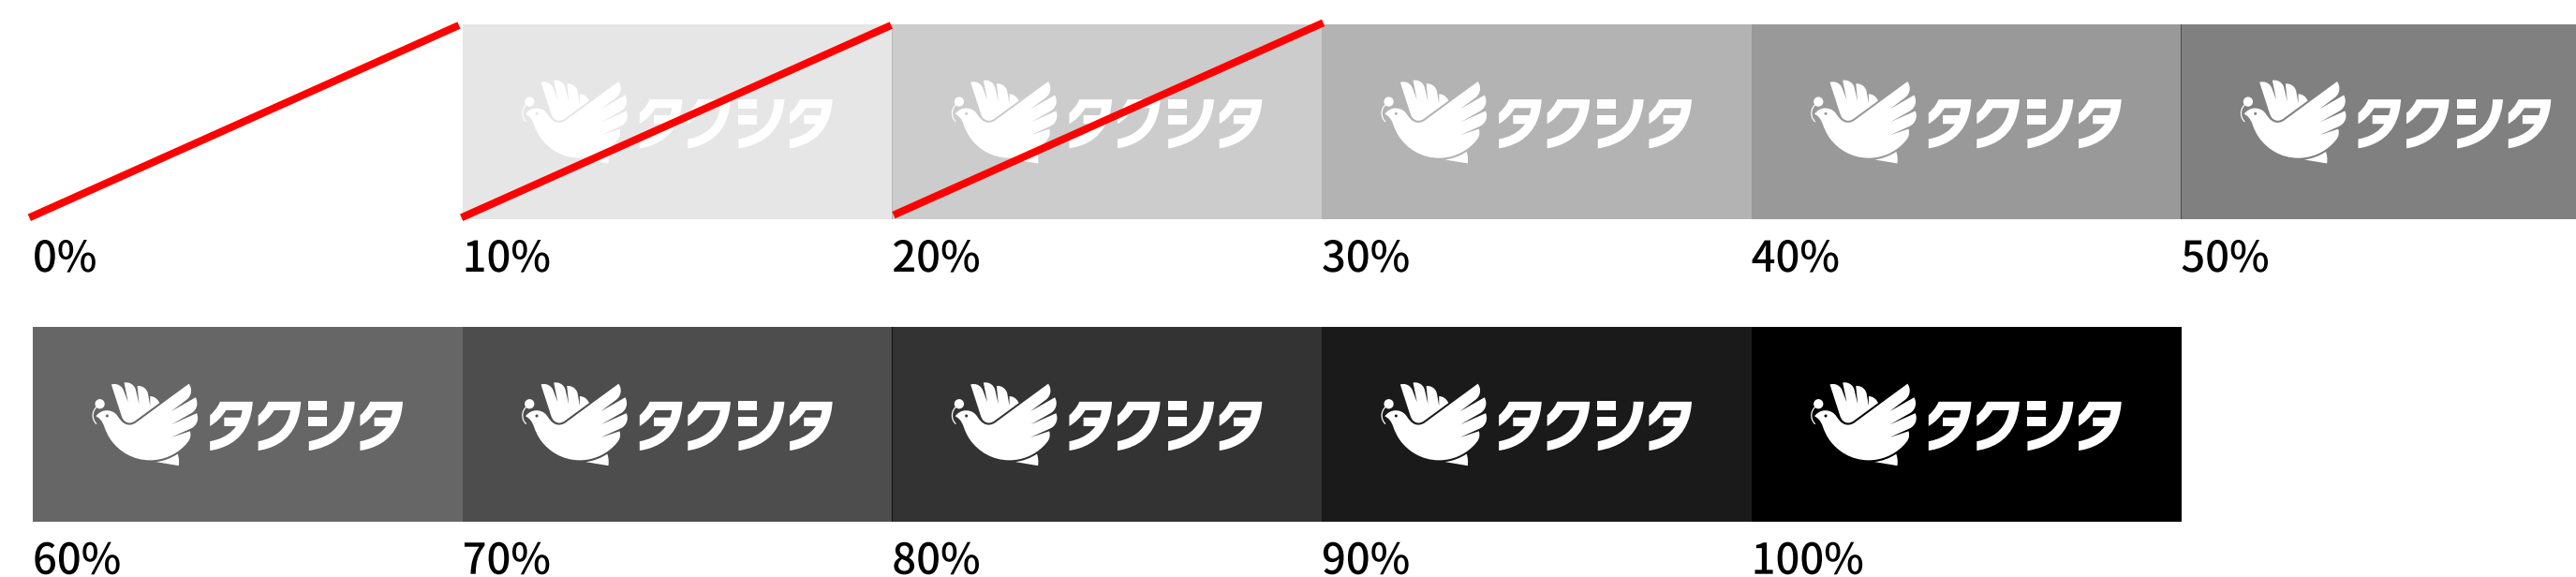 タクシタ タクシタ タクシタ タクシタ タクシタ
0% 10% 20% 30% 40% 50%
タクシタ タクシタ タクシタ タクシタ タクシタ
60% 70% 80% 90% 100%